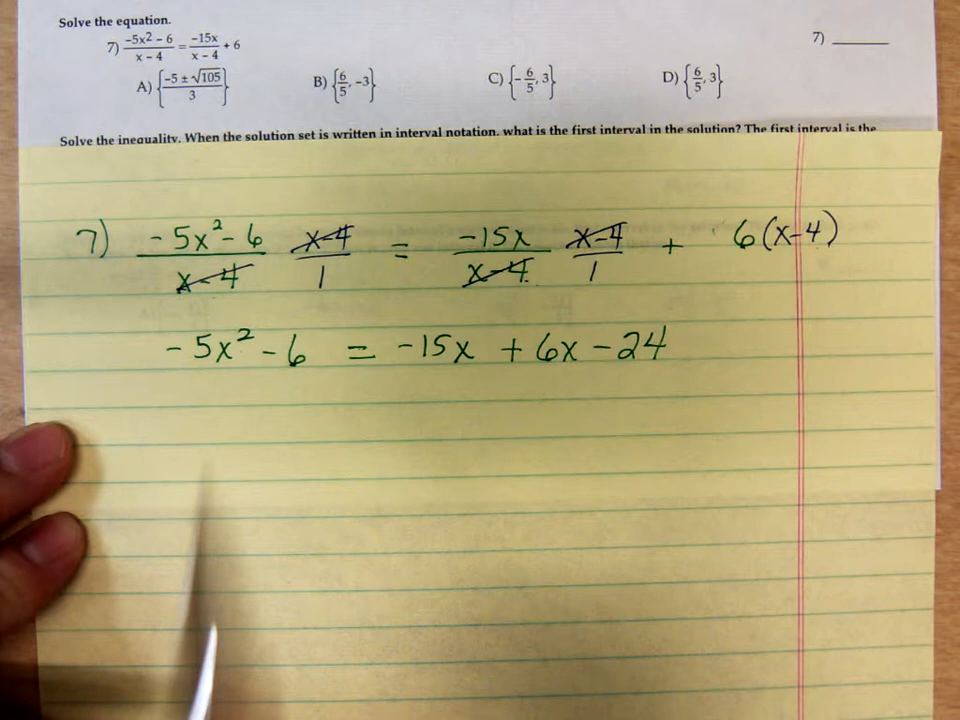 Solve the equation.
7) (-5x² - 6)/(x - 4) = (-15x)/(x - 4) + 6
7) ______
A) {(-5 ± √105)/3} B) {6/5, -3} C) {-6/5, 3} D) {6/5, 3}
Solve the inequality. When the solution set is written in interval notation, what is the first interval in the solution? The first interval is the
7) (-5x² - 6)/(x-4) (x-4)/1 = (-15x)/(x-4) (x-4)/1 + 6(x-4)
-5x² - 6 = -15x + 6x - 24